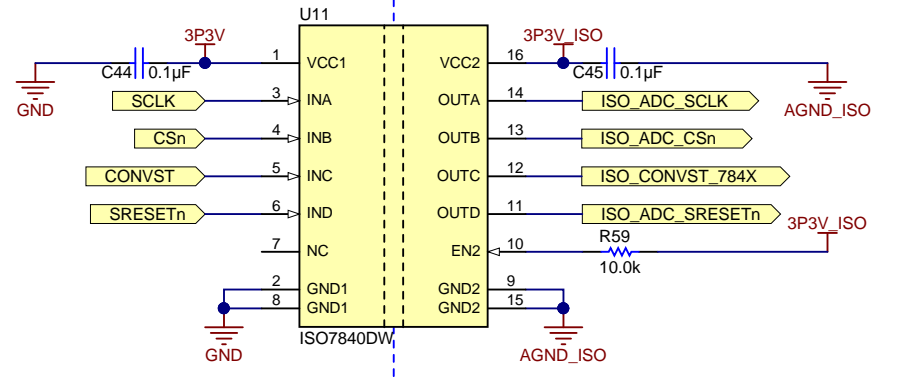 U11
3P3V
3P3V_ISO
1 VCC1 VCC2 16
C44 0.1µF
C45 0.1µF
GND
AGND_ISO
SCLK 3 INA OUTA 14 ISO_ADC_SCLK
CSn 4 INB OUTB 13 ISO_ADC_CSn
CONVST 5 INC OUTC 12 ISO_CONVST_784X
SRESETn 6 IND OUTD 11 ISO_ADC_SRESETn
3P3V_ISO
7 NC EN2 10 R59
10.0k
2 GND1 GND2 9
8 GND1 GND2 15
ISO7840DW
GND
AGND_ISO